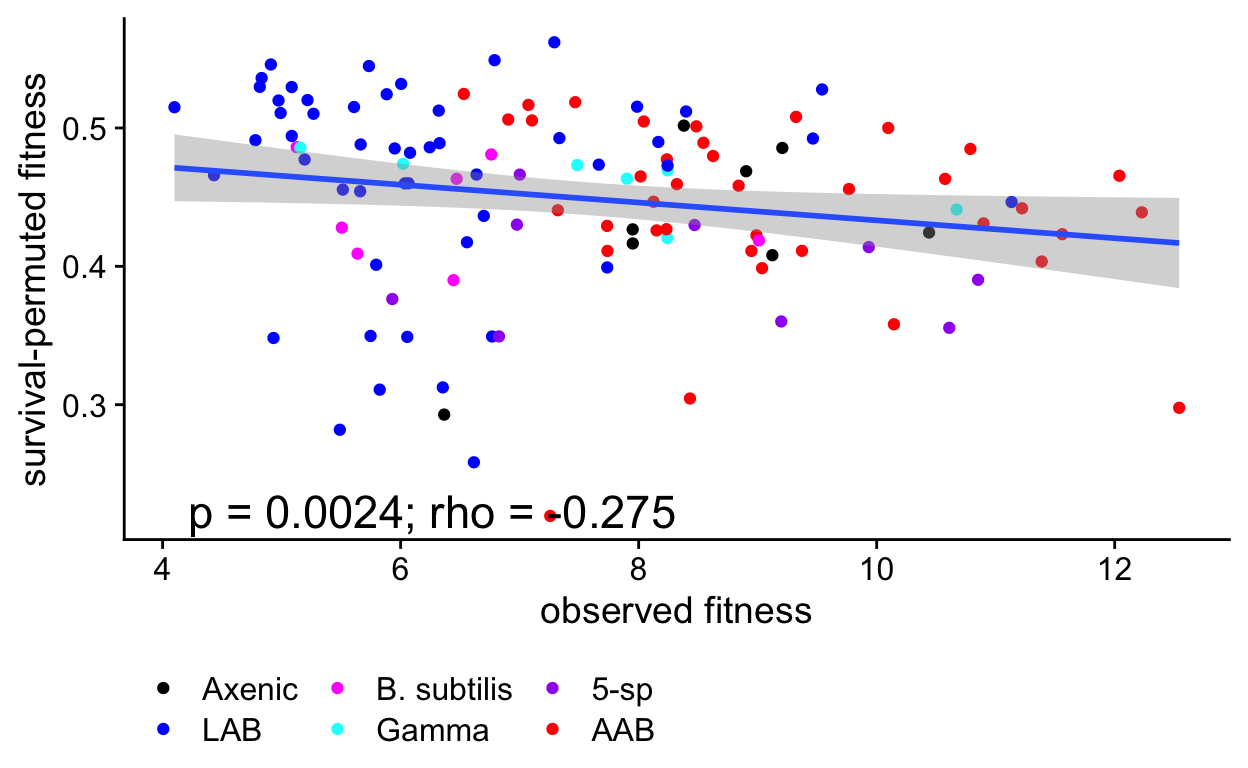 survival-permuted fitness
0.5
0.4
0.3
p = 0.0024; rho = -0.275
4 6 8 10 12
observed fitness
Axenic B. subtilis 5-sp
LAB Gamma AAB